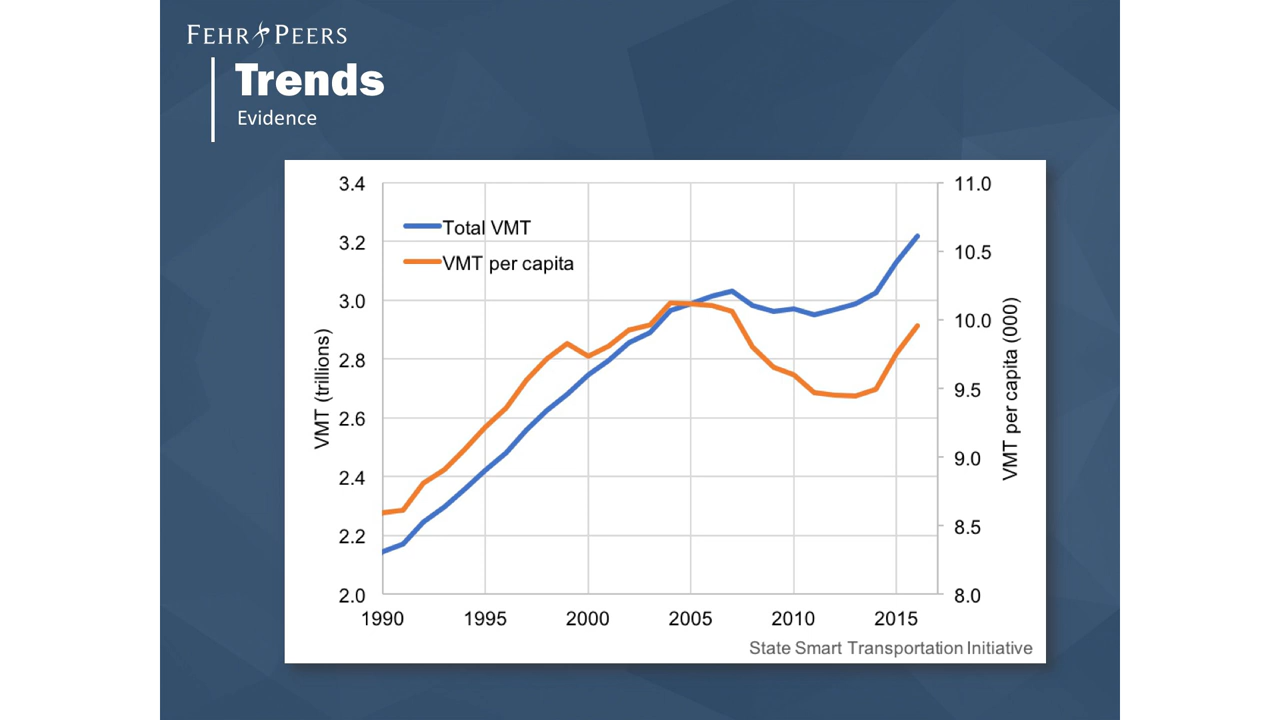 FEHR PEERS
Trends
Evidence
3.4
3.2
3.0
2.8
2.6
2.4
2.2
2.0
VMT (trillions)
Total VMT
VMT per capita
11.0
10.5
10.0
9.5
9.0
8.5
8.0
VMT per capita (000)
1990 1995 2000 2005 2010 2015
State Smart Transportation Initiative